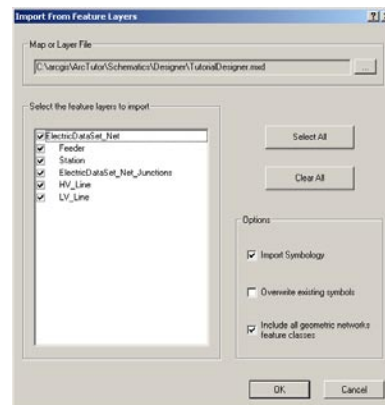 Import From Feature Layers
Map or Layer File
C:\arcgis\ArcTutor\Schematics\Designer\TutorialDesigner.mxd
...
Select the feature layers to import
ElectricDataSet_Net
Feeder
Station
ElectricDataSet_Net_Junctions
HV_Line
LV_Line
Select All
Clear All
Options
Import Symbology
Overwrite existing symbols
Include all geometric networks
feature classes
OK
Cancel